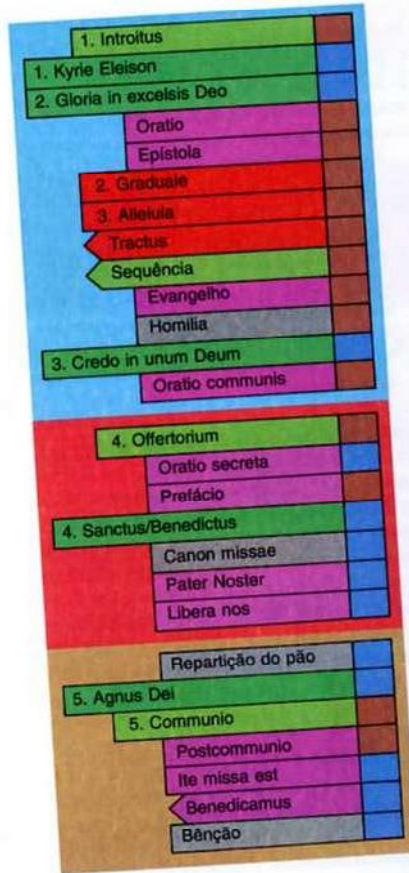 1. Introitus
1. Kyrie Eleison
2. Gloria in excelsis Deo
Oratio
Epístola
2. Graduale
3. Alleluia
Tractus
Sequência
Evangelho
Homilia
3. Credo in unum Deum
Oratio communis
4. Offertorium
Oratio secreta
Prefácio
4. Sanctus/Benedictus
Canon missae
Pater Noster
Libera nos
Repartição do pão
5. Agnus Dei
5. Communio
Postcommunio
Ite missa est
Benedicamus
Bênção